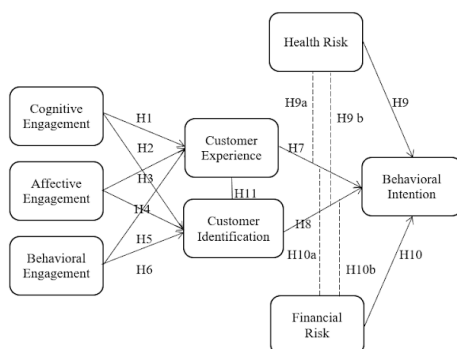 Health Risk
Cognitive
Engagement
Affective
Engagement
Behavioral
Engagement
H1
H2
H3
H4
H5
H6
Customer
Experience
H11
Customer
Identification
H9a
H9 b
H9
H7
H8
Behavioral
Intention
H10a
H10b
H10
Financial
Risk